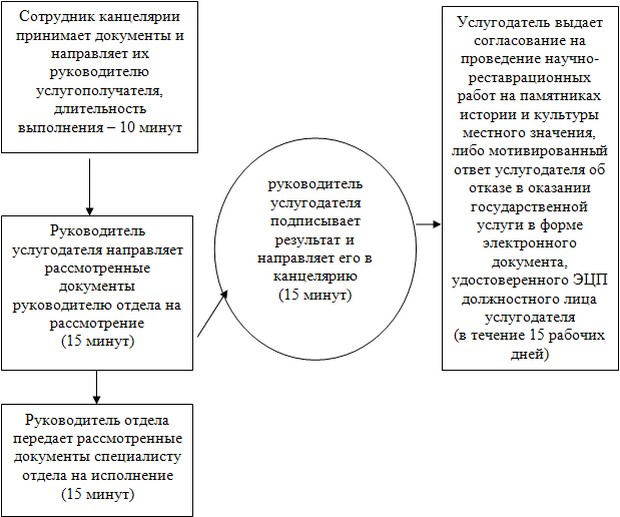 Сотрудник канцелярии
принимает документы и
направляет их
руководителю
услугополучателя,
длительность
выполнения – 10 минут
Руководитель
услугодателя направляет
рассмотренные
документы
руководителю отдела на
рассмотрение
(15 минут)
Руководитель отдела
передает рассмотренные
документы специалисту
отдела на исполнение
(15 минут)
руководитель
услугодателя
подписывает
результат и
направляет его в
канцелярию
(15 минут)
Услугодатель выдает
согласование на
проведение научно-
реставрационных
работ на памятниках
истории и культуры
местного значения,
либо мотивированный
ответ услугодателя об
отказе в оказании
государственной
услуги в форме
электронного
документа,
удостоверенного ЭЦП
должностного лица
услугодателя
(в течение 15 рабочих
дней)